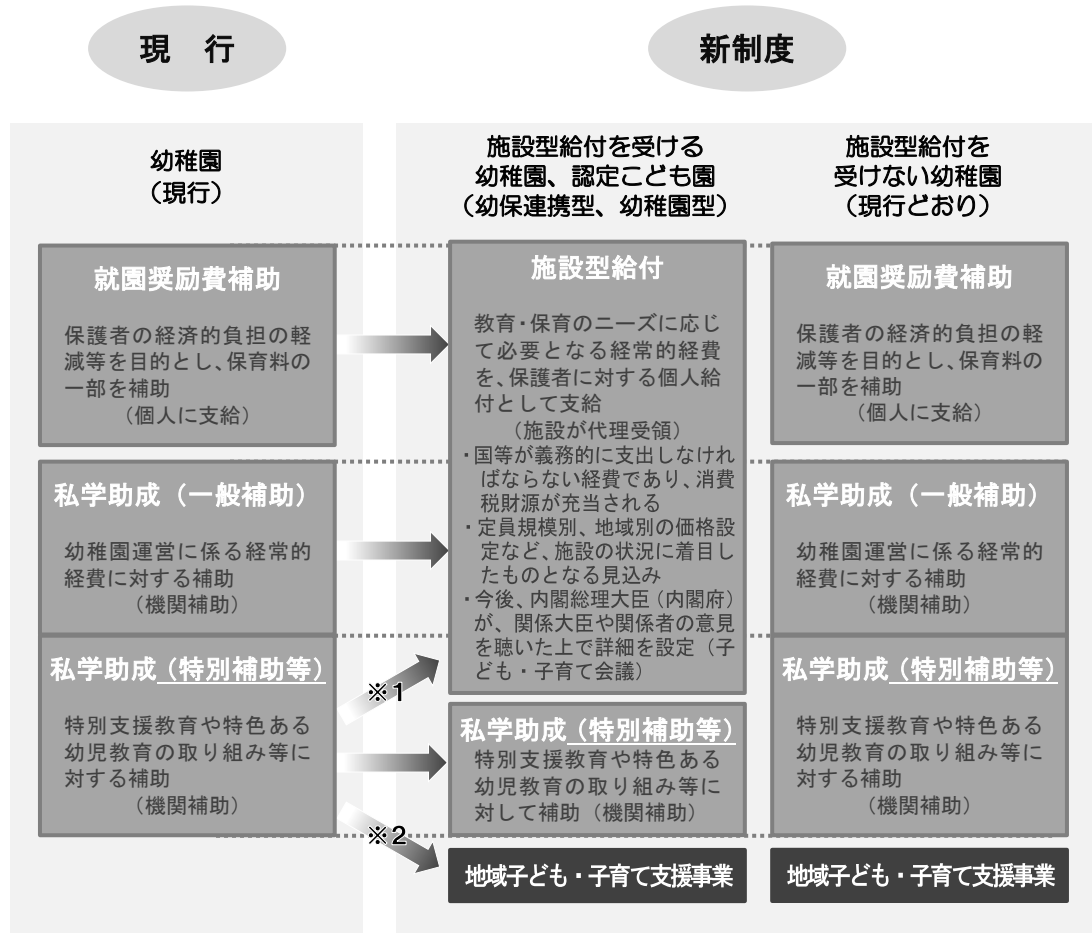 現 行
新制度
幼稚園
（現行）
就園奨励費補助
保護者の経済的負担の軽
減等を目的とし、保育料の
一部を補助
（個人に支給）
私学助成（一般補助）
幼稚園運営に係る経常的
経費に対する補助
（機関補助）
私学助成（特別補助等）
特別支援教育や特色ある
幼児教育の取り組み等に
対する補助
（機関補助）
※1
※2
施設型給付を受ける
幼稚園、認定こども園
（幼保連携型、幼稚園型）
施設型給付
教育・保育のニーズに応じ
て必要となる経常的経費
を、保護者に対する個人給
付として支給
（施設が代理受領）
・国等が義務的に支出しなけれ
ばならない経費であり、消費
税財源が充当される
・定員規模別、地域別の価格設
定など、施設の状況に着目し
たものとなる見込み
・今後、内閣総理大臣（内閣府）
が、関係大臣や関係者の意見
を聴いた上で詳細を設定（子
ども・子育て会議）
私学助成（特別補助等）
特別支援教育や特色ある
幼児教育の取り組み等に
対して補助（機関補助）
地域子ども・子育て支援事業
施設型給付を
受けない幼稚園
（現行どおり）
就園奨励費補助
保護者の経済的負担の軽
減等を目的とし、保育料の
一部を補助
（個人に支給）
私学助成（一般補助）
幼稚園運営に係る経常的
経費に対する補助
（機関補助）
私学助成（特別補助等）
特別支援教育や特色ある
幼児教育の取り組み等に
対する補助
（機関補助）
地域子ども・子育て支援事業